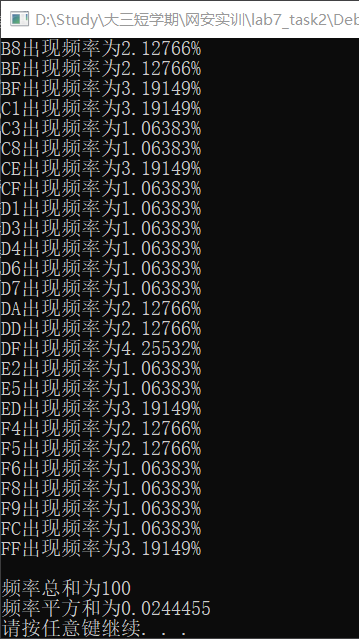 D:\Study\大三短学期\网安实训\lab7_task2\Deb
B8出现频率为2.12766%
BE出现频率为2.12766%
BF出现频率为3.19149%
C1出现频率为3.19149%
C3出现频率为1.06383%
C8出现频率为1.06383%
CE出现频率为3.19149%
CF出现频率为1.06383%
D1出现频率为1.06383%
D3出现频率为1.06383%
D4出现频率为1.06383%
D6出现频率为1.06383%
D7出现频率为1.06383%
DA出现频率为2.12766%
DD出现频率为2.12766%
DF出现频率为4.25532%
E2出现频率为1.06383%
E5出现频率为1.06383%
ED出现频率为3.19149%
F4出现频率为2.12766%
F5出现频率为2.12766%
F6出现频率为1.06383%
F8出现频率为1.06383%
F9出现频率为1.06383%
FC出现频率为1.06383%
FF出现频率为3.19149%
频率总和为100
频率平方和为0.0244455
请按任意键继续. . .